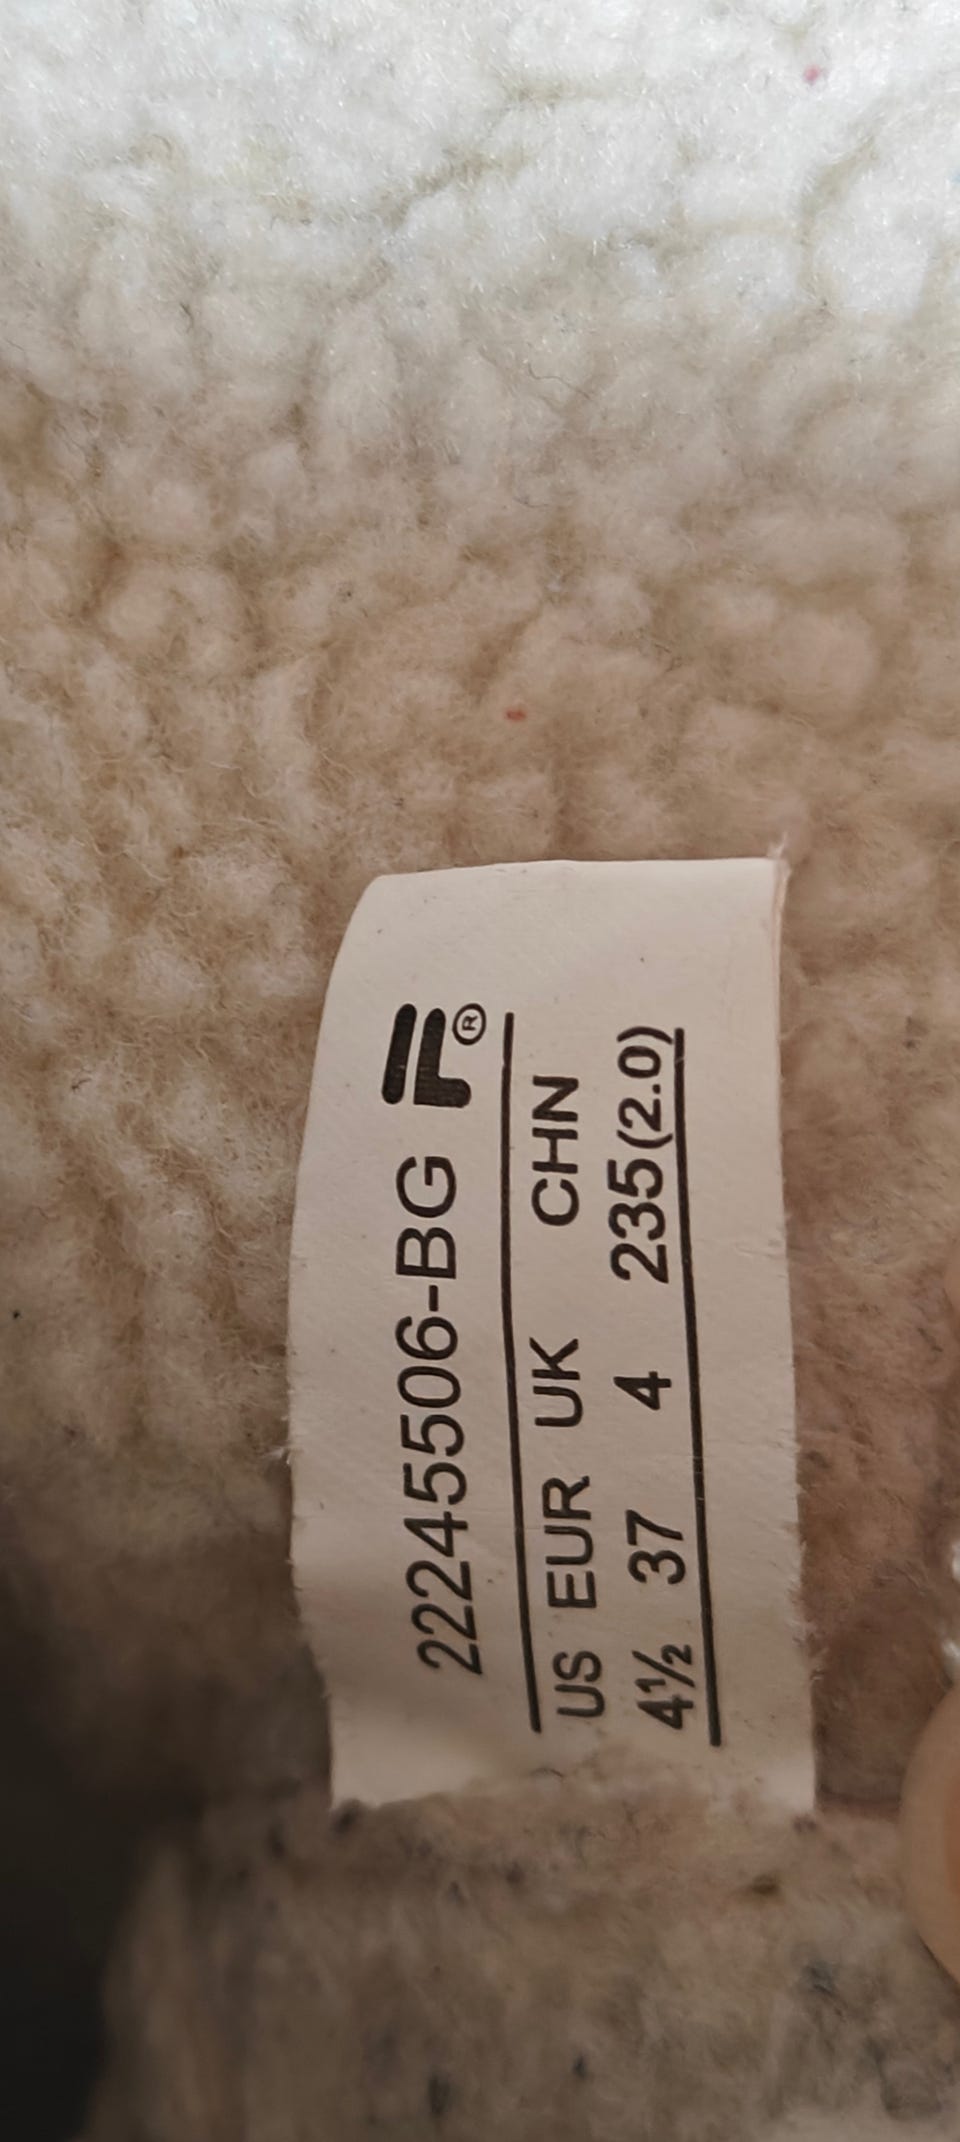 22245506-BG F®
US EUR UK CHN
4½ 37 4 235(2.0)